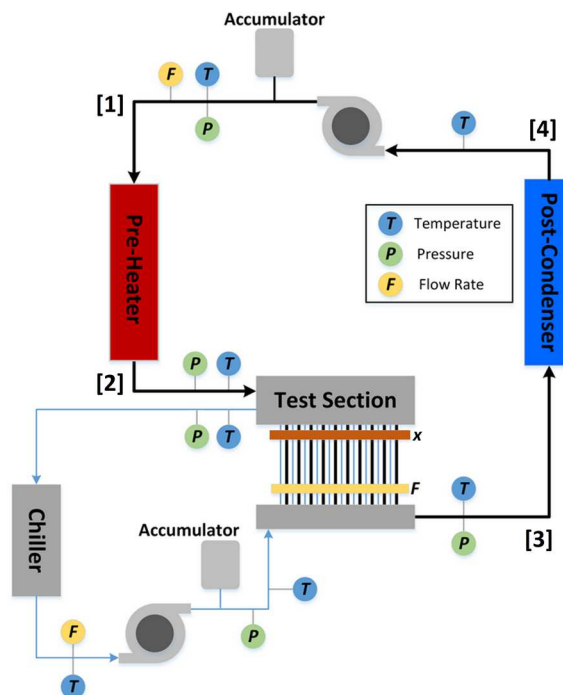 Accumulator
F
T
[1]
P
[4]
T
Pre-Heater
Post-Condenser
T Temperature
P Pressure
F Flow Rate
[2]
P
T
Test Section
P
T
x
F
T
[3]
P
Chiller
Accumulator
T
F
P
T